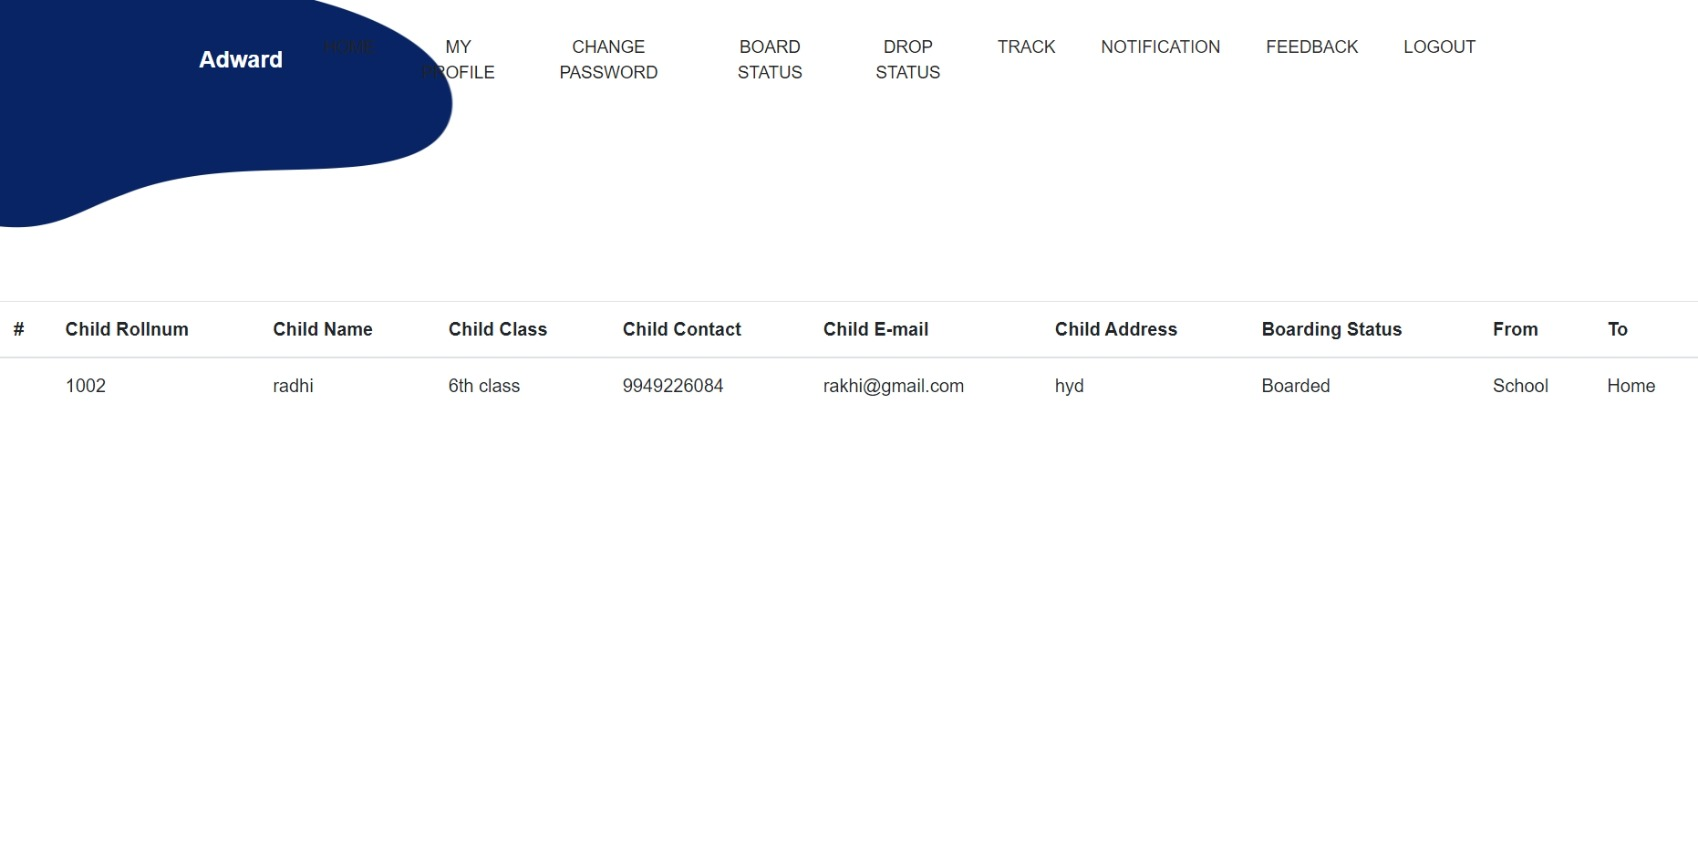 Adward
HOME MY CHANGE BOARD DROP TRACK NOTIFICATION FEEDBACK LOGOUT
PROFILE PASSWORD STATUS STATUS
# Child Rollnum Child Name Child Class Child Contact Child E-mail Child Address Boarding Status From To
1002 radhi 6th class 9949226084 rakhi@gmail.com hyd Boarded School Home